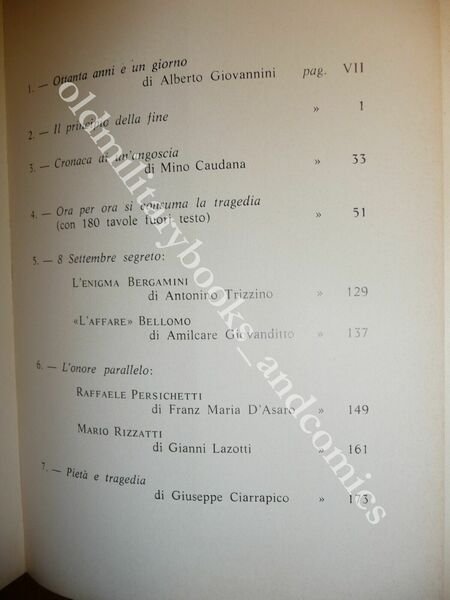 1. — Ottanta anni e un giorno
di Alberto Giovannini pag. VII
2. — Il principio della fine » 1
3. — Cronaca di un'angoscia
di Mino Caudana » 33
4. — Ora per ora si consuma la tragedia
(con 180 tavole fuori testo) » 51
5. — 8 Settembre segreto:
L'ENIGMA BERGAMINI
di Antonino Trizzino » 129
«L'AFFARE» BELLOMO
di Amilcare Giovanditto » 137
6. — L'onore parallelo:
RAFFAELE PERSICHETTI
di Franz Maria D'Asaro » 149
MARIO RIZZATTI
di Gianni Lazotti » 161
7. — Pietà e tragedia
di Giuseppe Ciarrapico » 173
oldmilitarybooks_andcomics